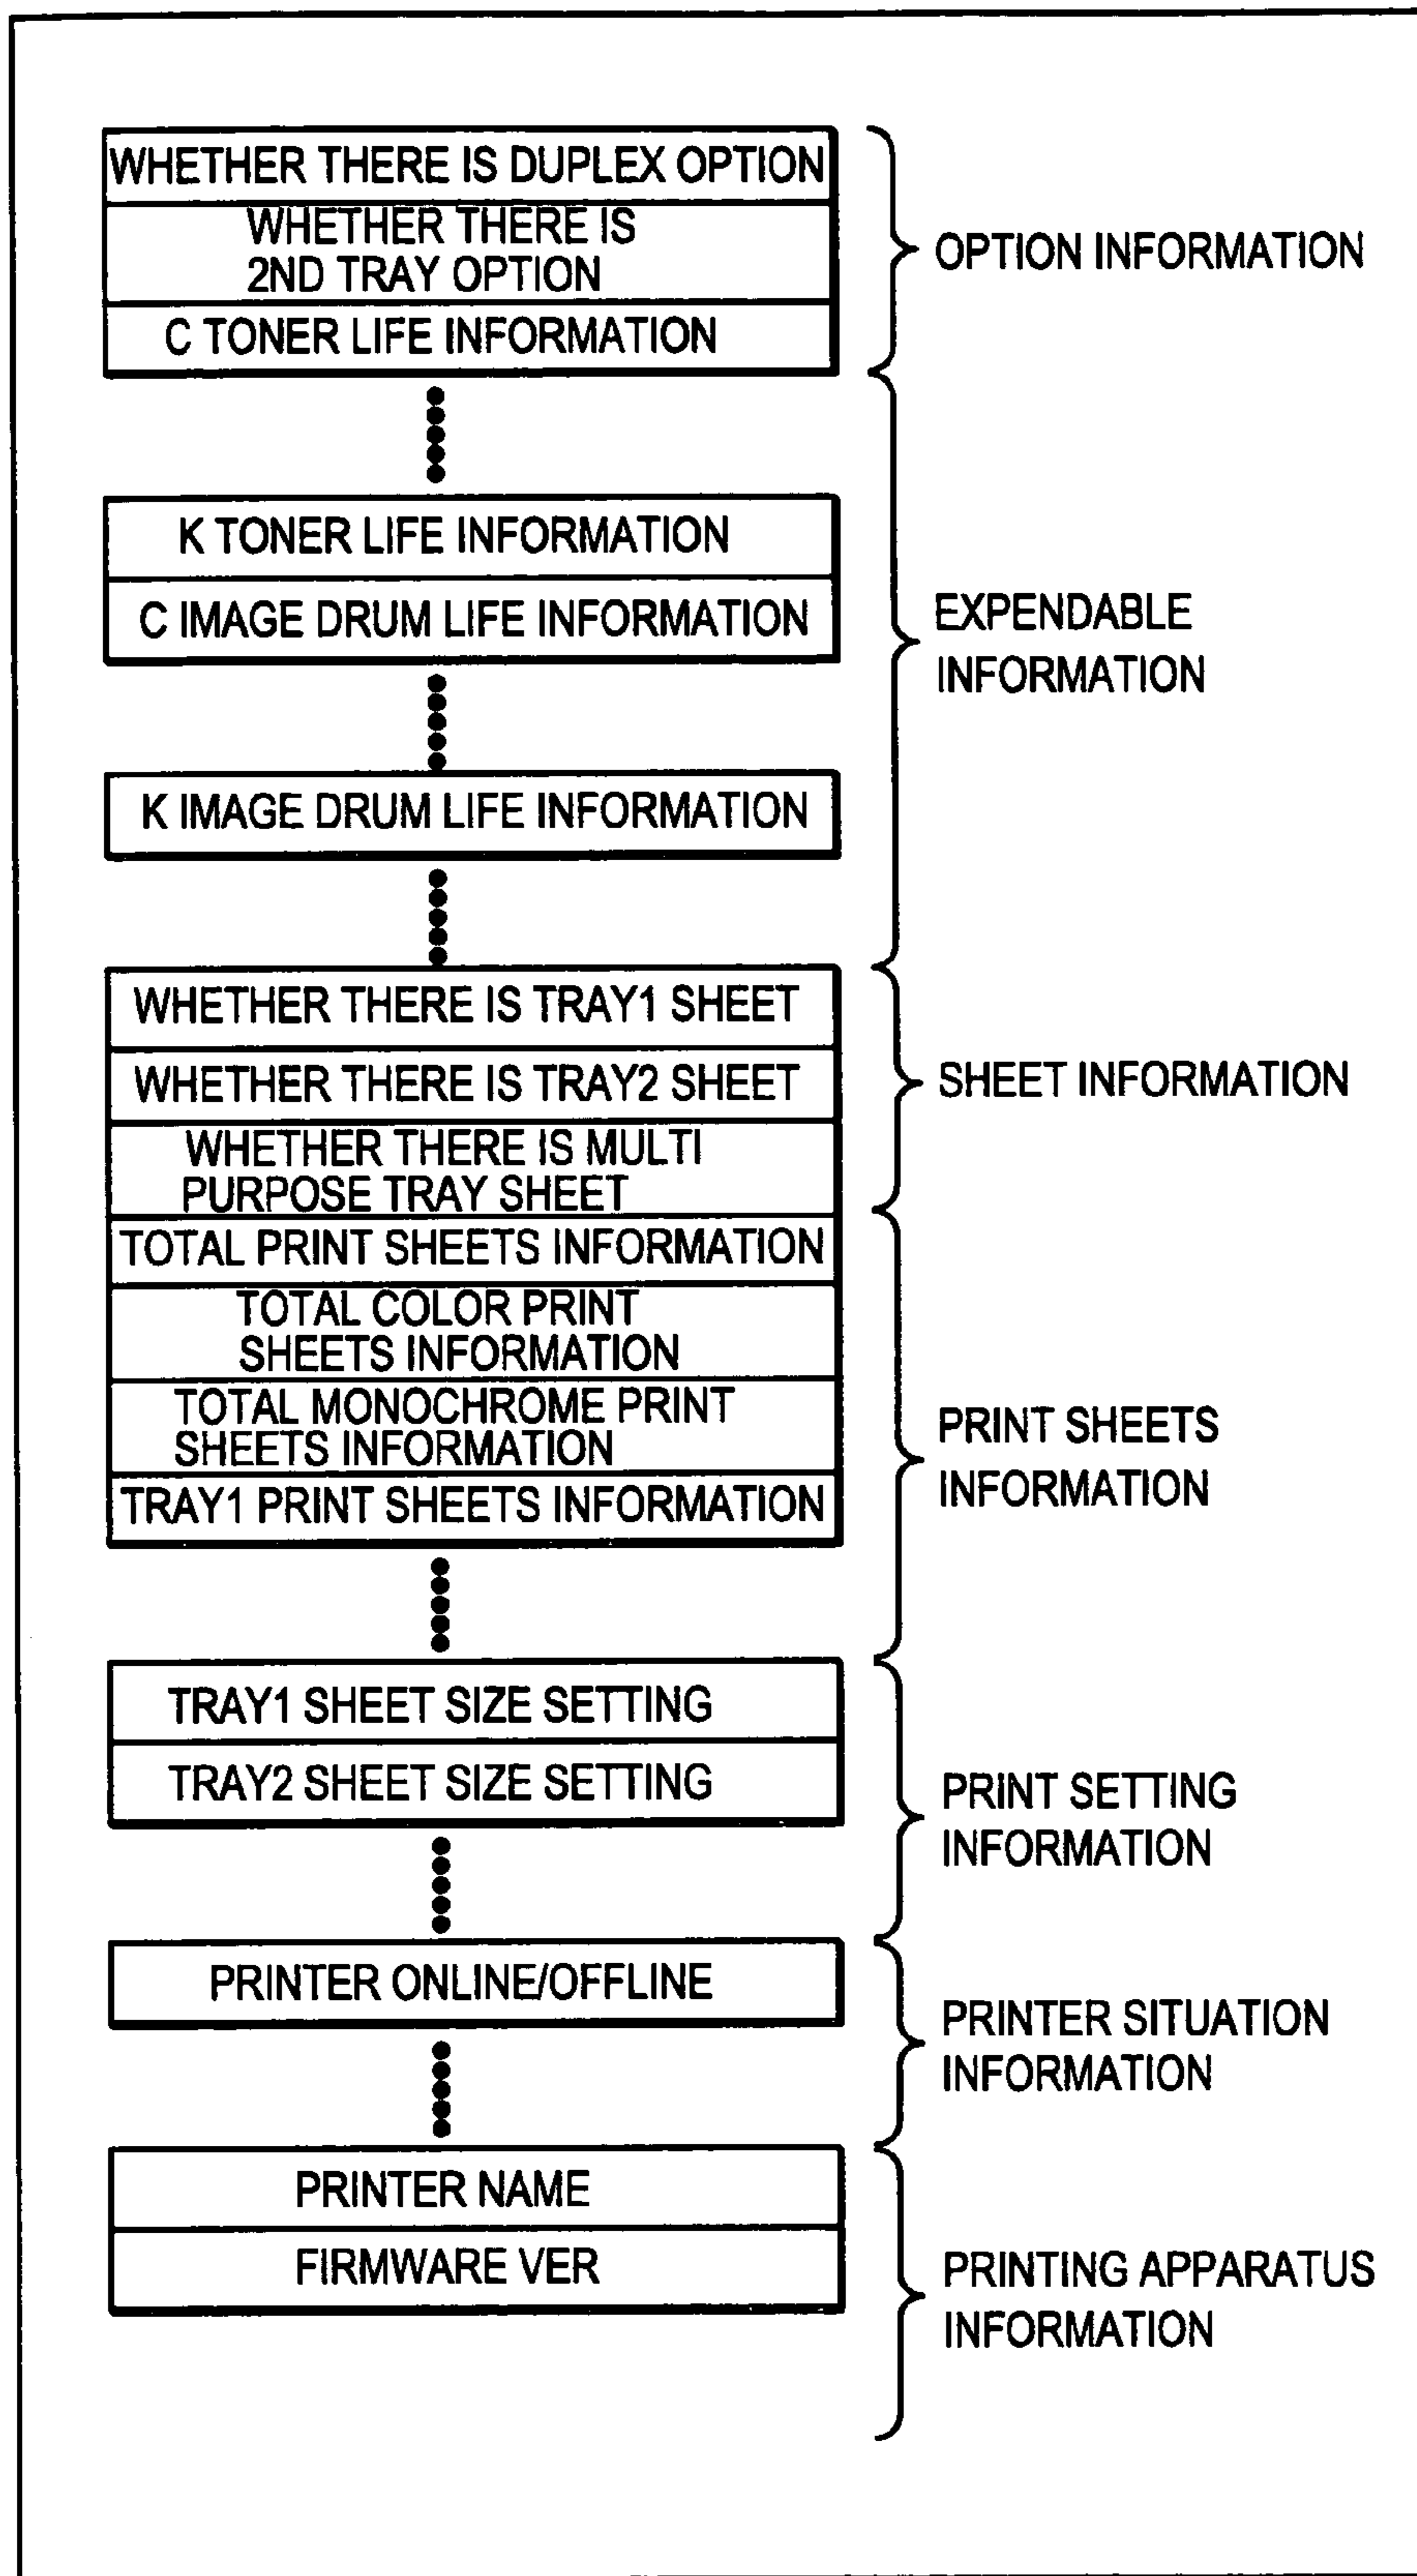 WHETHER THERE IS DUPLEX OPTION
WHETHER THERE IS
2ND TRAY OPTION
C TONER LIFE INFORMATION
OPTION INFORMATION
K TONER LIFE INFORMATION
C IMAGE DRUM LIFE INFORMATION
K IMAGE DRUM LIFE INFORMATION
EXPENDABLE
INFORMATION
WHETHER THERE IS TRAY1 SHEET
WHETHER THERE IS TRAY2 SHEET
WHETHER THERE IS MULTI
PURPOSE TRAY SHEET
SHEET INFORMATION
TOTAL PRINT SHEETS INFORMATION
TOTAL COLOR PRINT
SHEETS INFORMATION
TOTAL MONOCHROME PRINT
SHEETS INFORMATION
TRAY1 PRINT SHEETS INFORMATION
PRINT SHEETS
INFORMATION
TRAY1 SHEET SIZE SETTING
TRAY2 SHEET SIZE SETTING
PRINT SETTING
INFORMATION
PRINTER ONLINE/OFFLINE
PRINTER SITUATION
INFORMATION
PRINTER NAME
FIRMWARE VER
PRINTING APPARATUS
INFORMATION